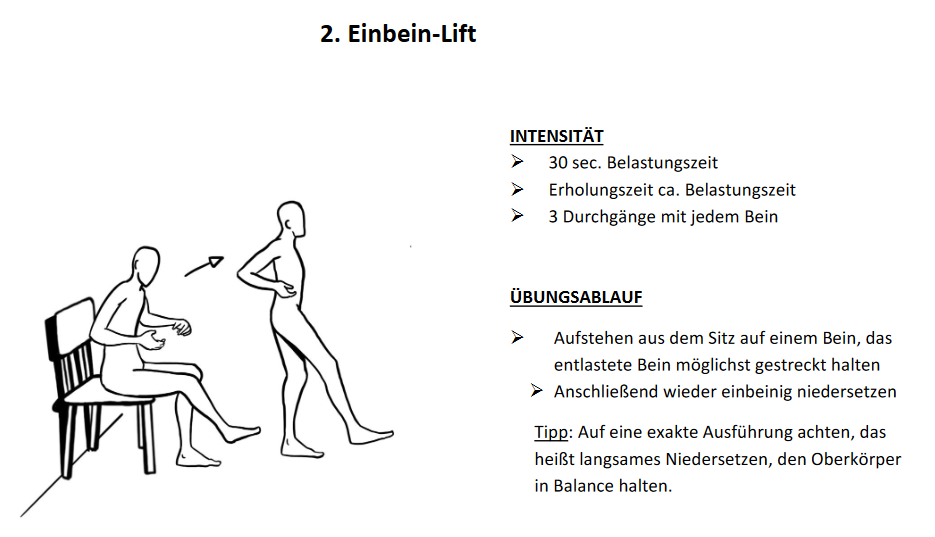 2. Einbein-Lift
INTENSITÄT
➢ 30 sec. Belastungszeit
➢ Erholungszeit ca. Belastungszeit
➢ 3 Durchgänge mit jedem Bein
ÜBUNGSABLAUF
➢ Aufstehen aus dem Sitz auf einem Bein, das
entlastete Bein möglichst gestreckt halten
➢ Anschließend wieder einbeinig niedersetzen
Tipp: Auf eine exakte Ausführung achten, das
heißt langsames Niedersetzen, den Oberkörper
in Balance halten.